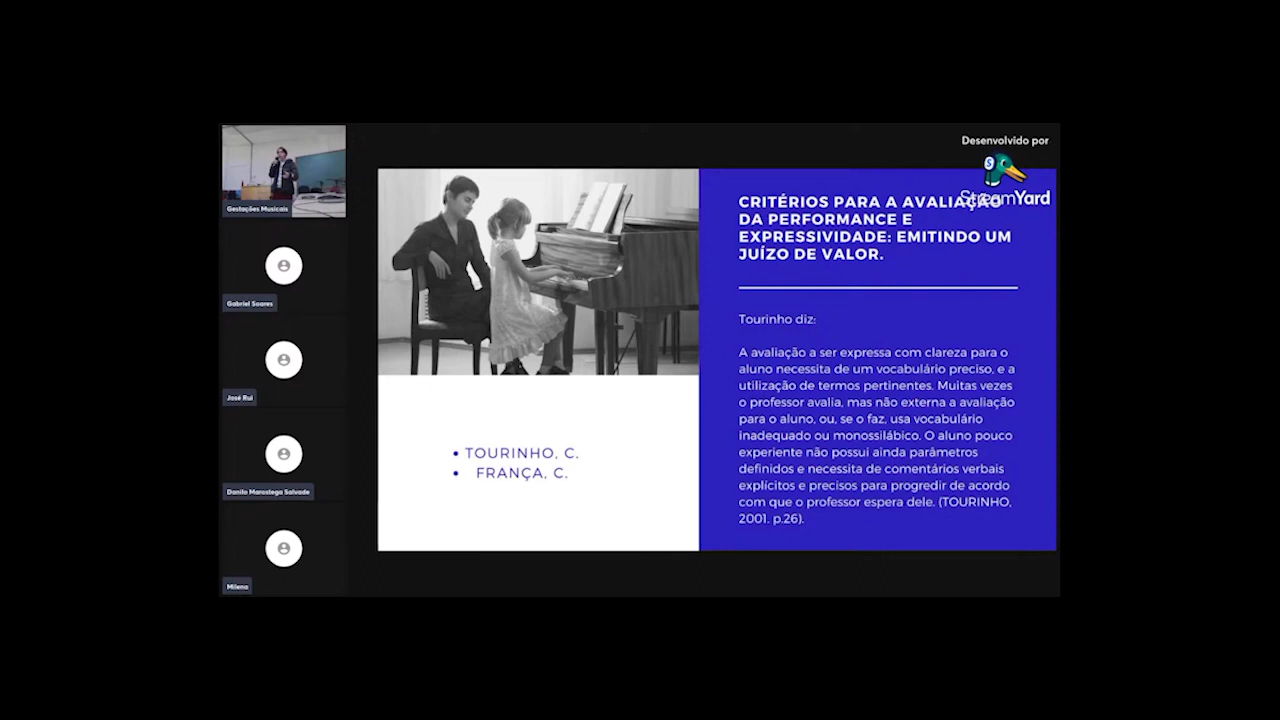 Gestações Musicais
Gabriel Soares
José Rui
Danilo Marostega Salvade
Milena
TOURINHO, C.
FRANÇA, C.
Desenvolvido por
StreamYard
CRITÉRIOS PARA A AVALIAÇÃO
DA PERFORMANCE E
EXPRESSIVIDADE: EMITINDO UM
JUÍZO DE VALOR.
Tourinho diz:
A avaliação a ser expressa com clareza para o
aluno necessita de um vocabulário preciso, e a
utilização de termos pertinentes. Muitas vezes
o professor avalia, mas não externa a avaliação
para o aluno, ou, se o faz, usa vocabulário
inadequado ou monossilábico. O aluno pouco
experiente não possui ainda parâmetros
definidos e necessita de comentários verbais
explícitos e precisos para progredir de acordo
com que o professor espera dele. (TOURINHO,
2001. p.26).